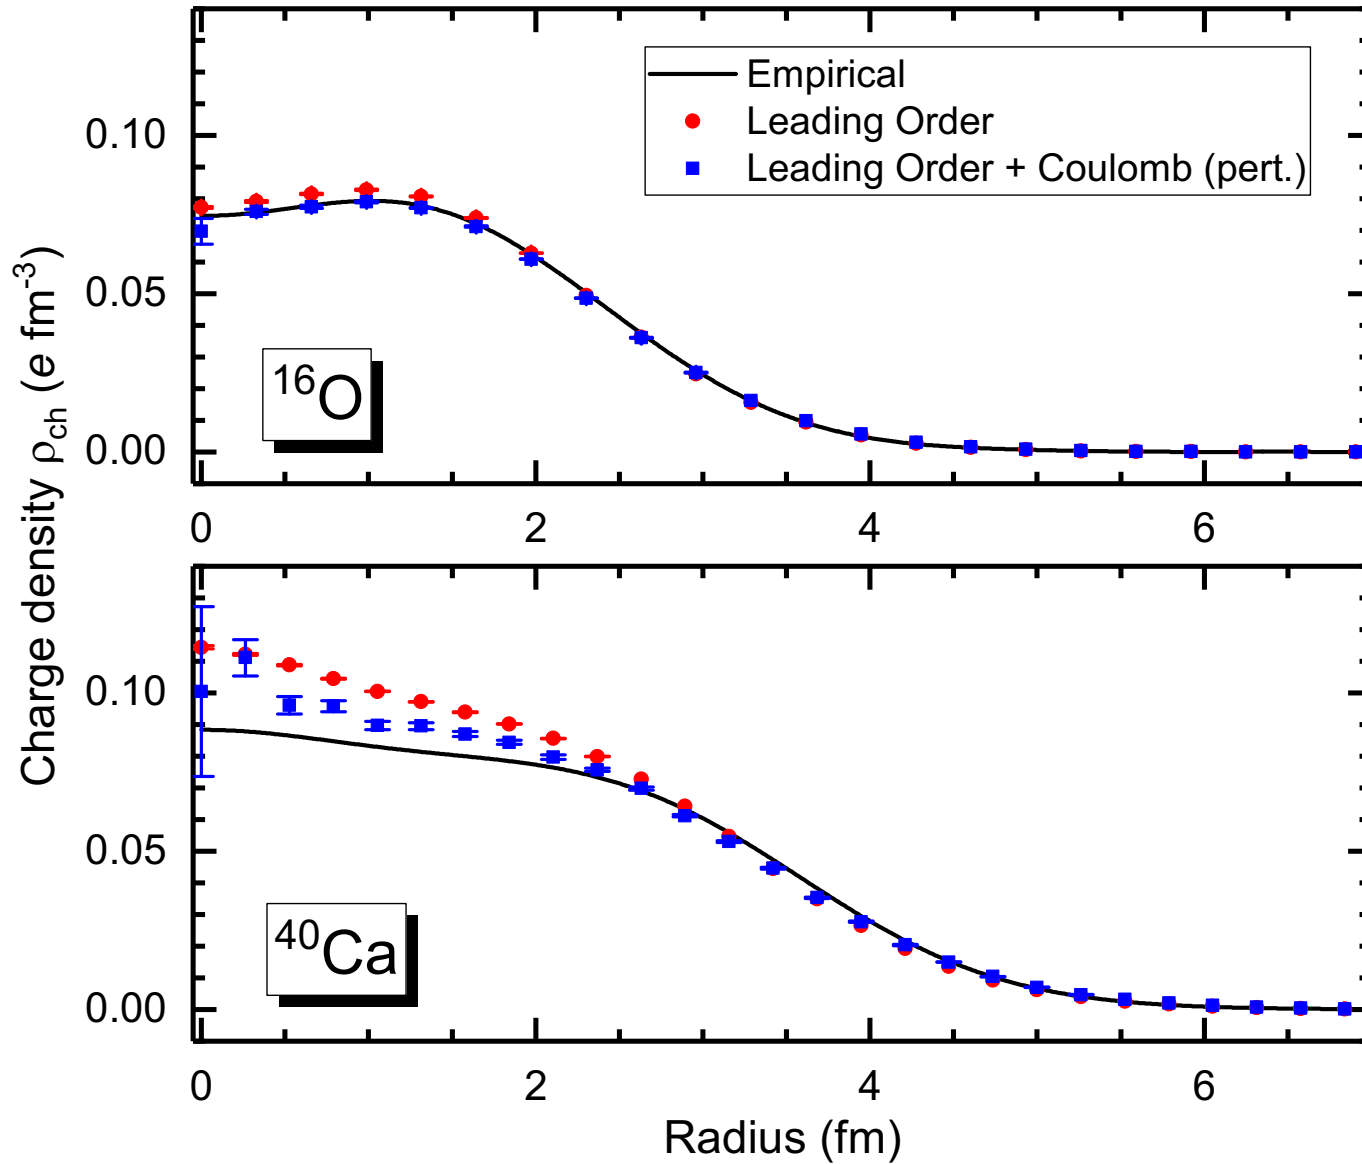 Empirical
Leading Order
Leading Order + Coulomb (pert.)
0.10
0.05
0.00
¹⁶O
0 2 4 6
Charge density ρch (e fm⁻³)
0.10
0.05
0.00
⁴⁰Ca
0 2 4 6
Radius (fm)